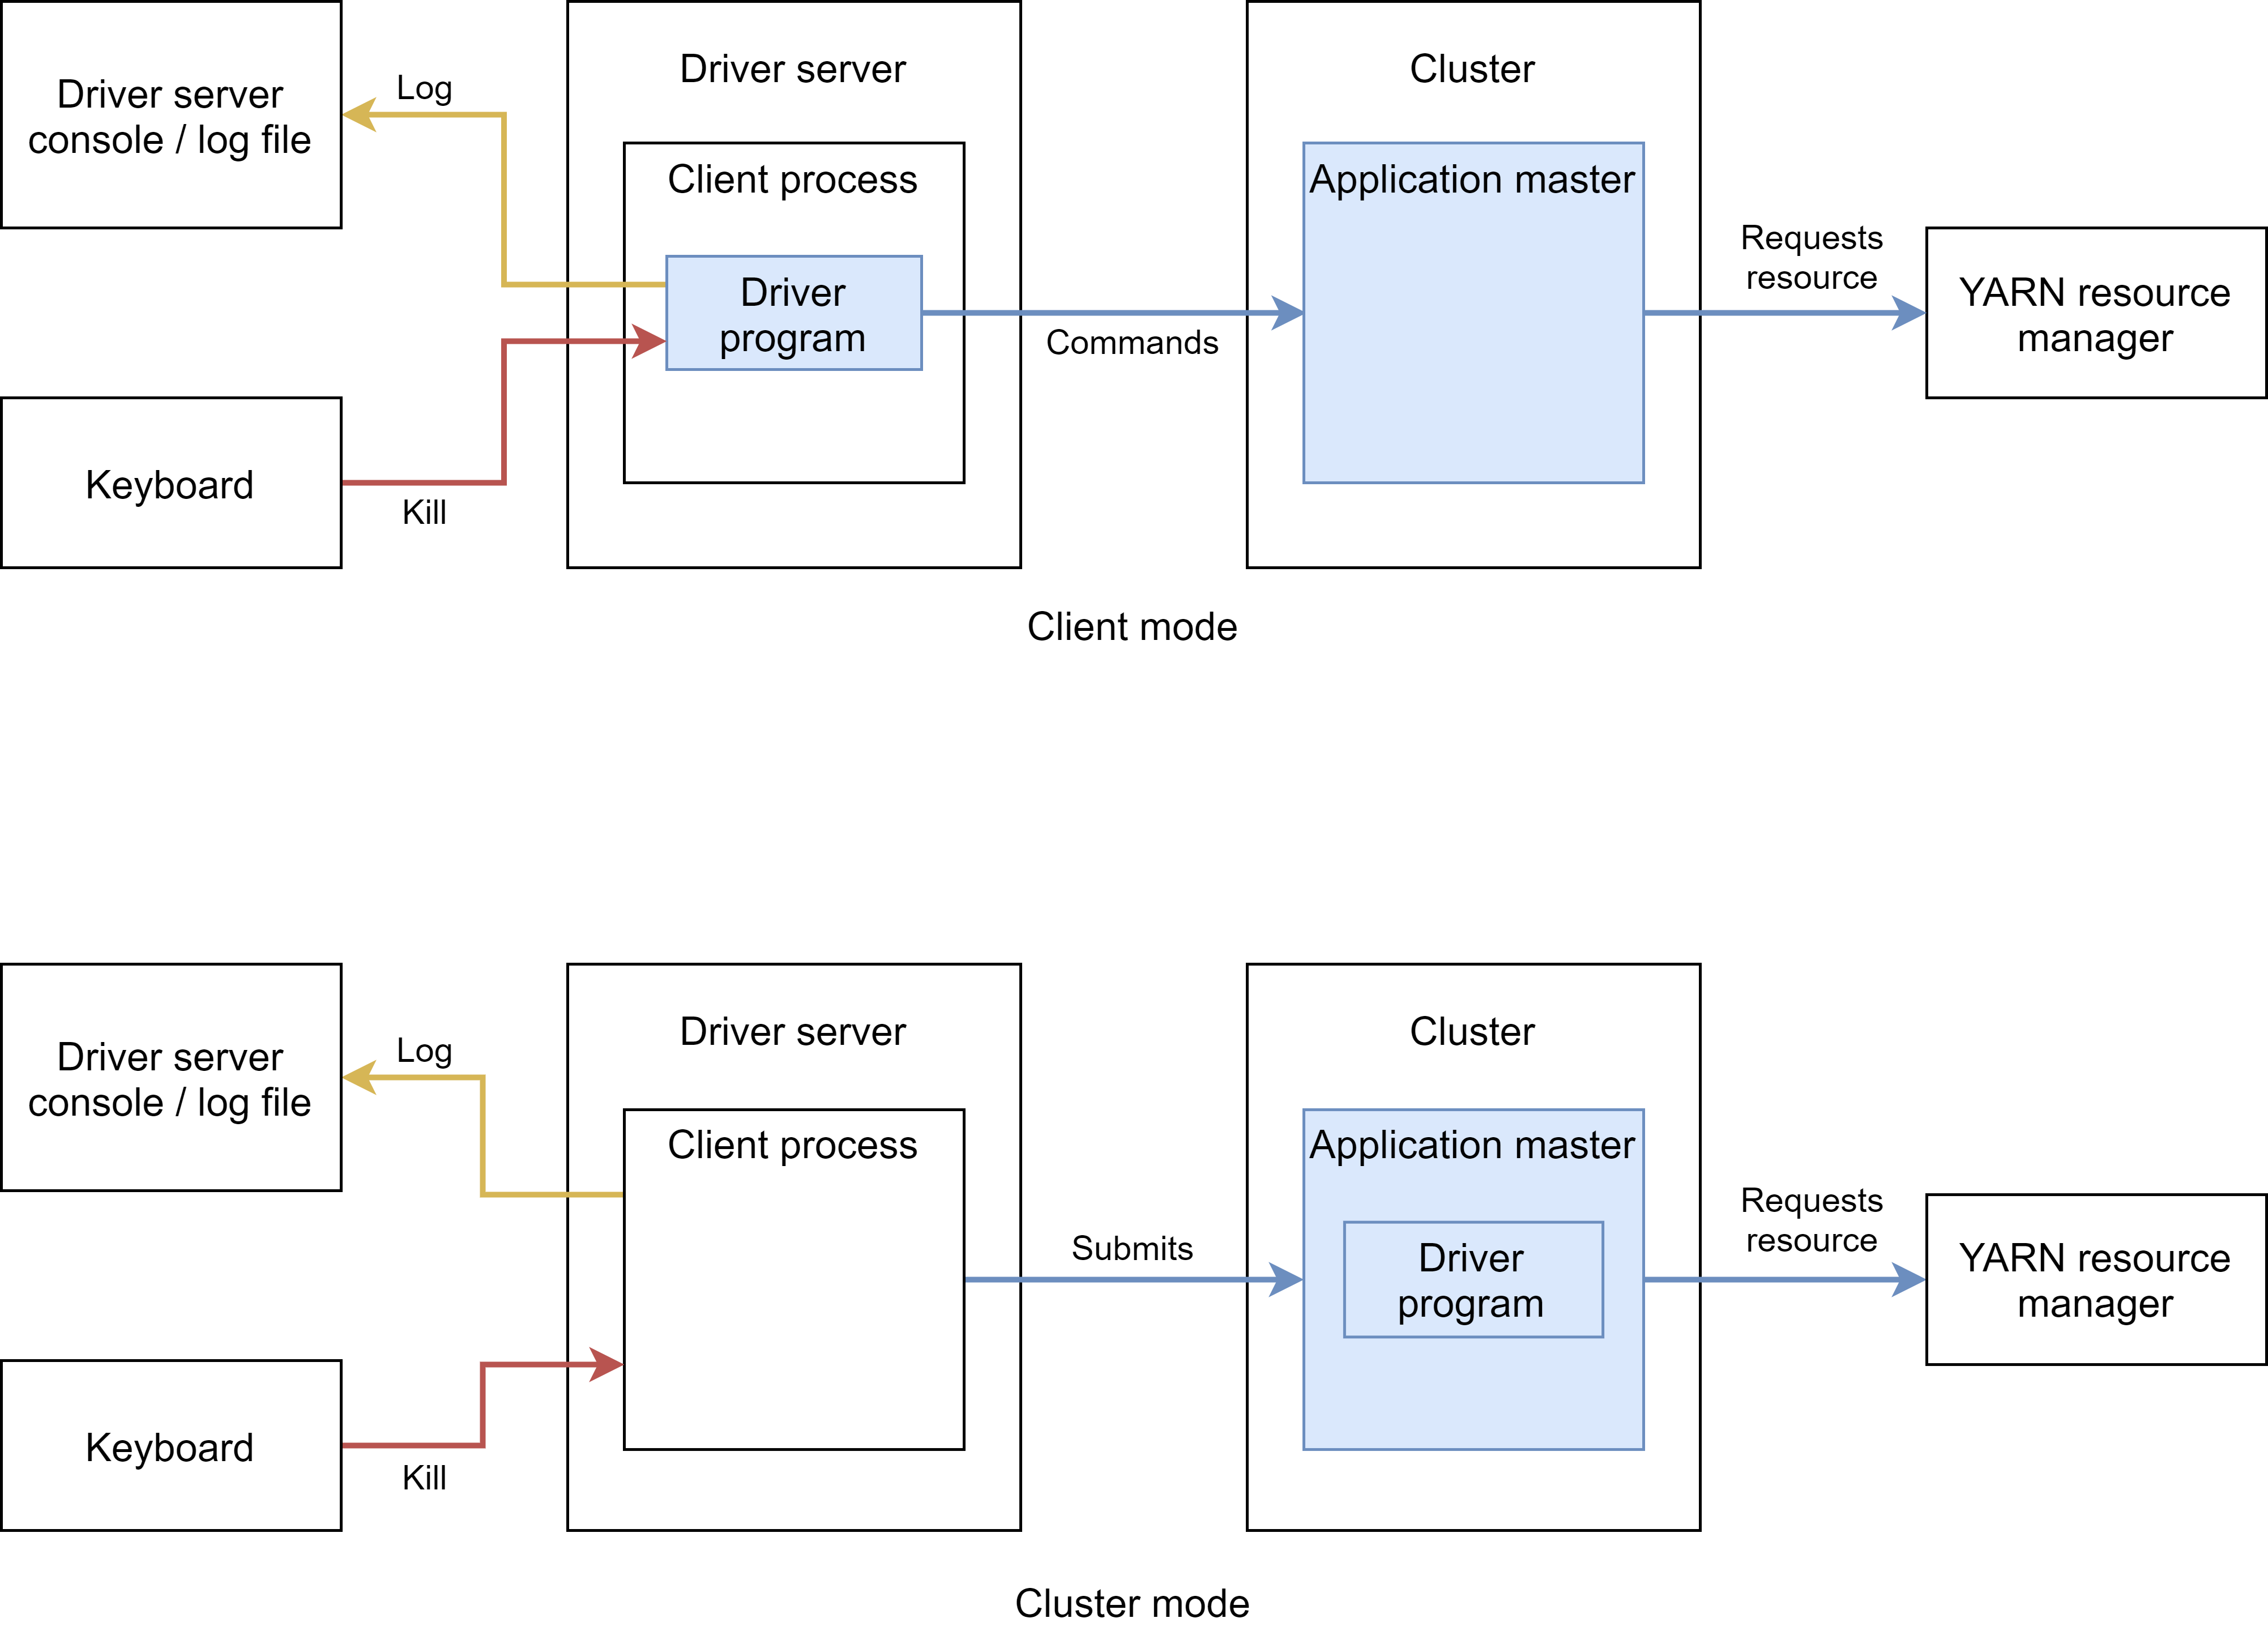 Driver server
console / log file
Log
Keyboard
Kill
Driver server
Client process
Driver
program
Commands
Cluster
Application master
Requests
resource
YARN resource
manager
Client mode
Driver server
console / log file
Log
Keyboard
Kill
Driver server
Client process
Submits
Cluster
Application master
Driver
program
Requests
resource
YARN resource
manager
Cluster mode